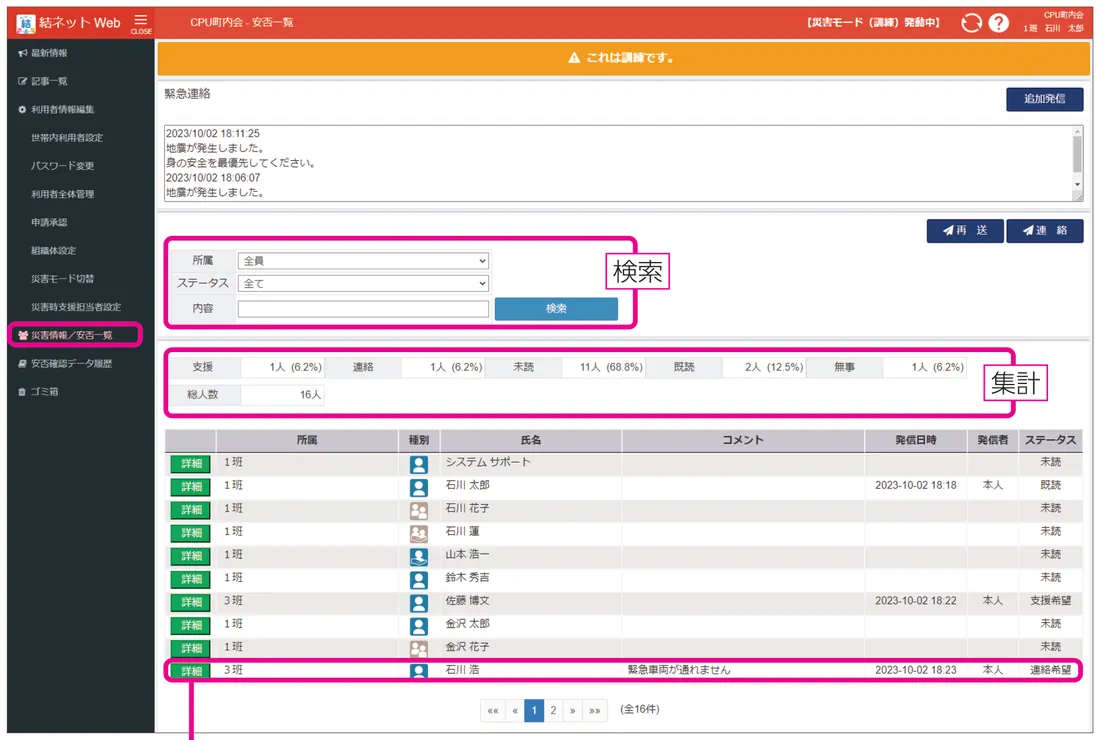 結 結ネット Web CLOSE CPU町内会 - 安否一覧 【災害モード（訓練）発動中】 ? CPU町内会
1班 石川 太郎
最新情報
記事一覧
利用者情報編集
世帯内利用者設定
パスワード変更
利用者全体管理
申請承認
組織体設定
災害モード切替
災害時支援担当者設定
災害情報／安否一覧
安否確認データ履歴
ゴミ箱
これは訓練です。
緊急連絡 追加発信
2023/10/02 18:11:25
地震が発生しました。
身の安全を最優先してください。
2023/10/02 18:06:07
地震が発生しました。
再 送 連 絡
所属 全員
ステータス 全て
内容 検索
検索
支援 1人 (6.2%) 連絡 1人 (6.2%) 未読 11人 (68.8%) 既読 2人 (12.5%) 無事 1人 (6.2%)
総人数 16人
集計
所属 種別 氏名 コメント 発信日時 発信者 ステータス
詳細 1班 システム サポート 未読
詳細 1班 石川 太郎 2023-10-02 18:18 本人 既読
詳細 1班 石川 花子 未読
詳細 1班 石川 蓮 未読
詳細 1班 山本 浩一 未読
詳細 1班 鈴木 秀吉 未読
詳細 3班 佐藤 博文 2023-10-02 18:22 本人 支援希望
詳細 1班 金沢 太郎 未読
詳細 1班 金沢 花子 未読
詳細 3班 石川 浩 緊急車両が通れません 2023-10-02 18:23 本人 連絡希望
«« « 1 2 » »» (全16件)